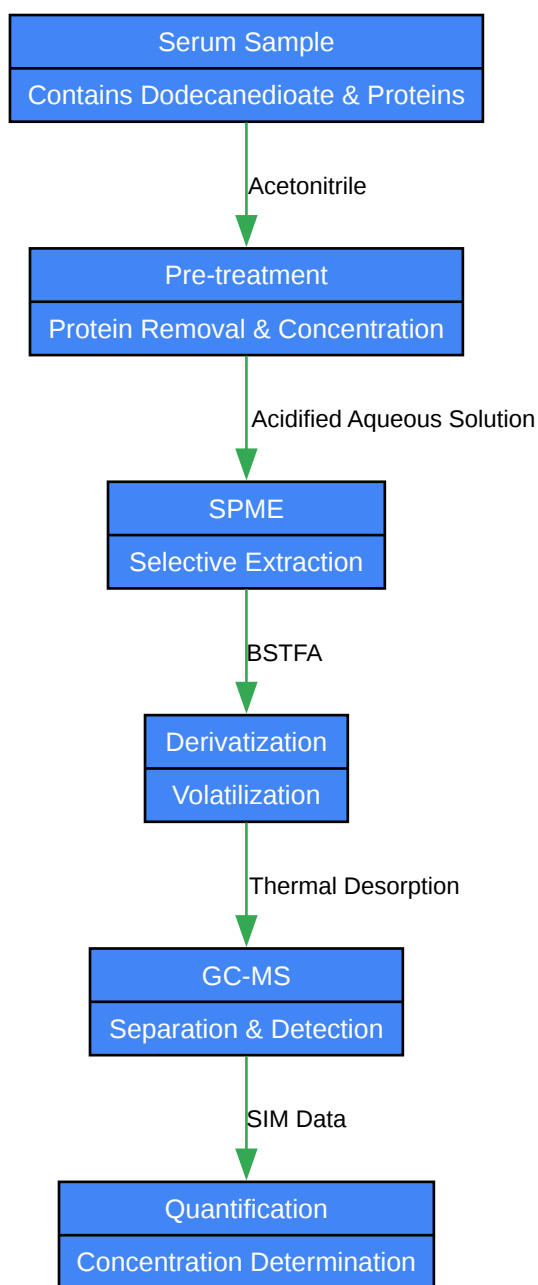 Serum Sample
Contains Dodecanedioate & Proteins
Acetonitrile
Pre-treatment
Protein Removal & Concentration
Acidified Aqueous Solution
SPME
Selective Extraction
BSTFA
Derivatization
Volatilization
Thermal Desorption
GC-MS
Separation & Detection
SIM Data
Quantification
Concentration Determination